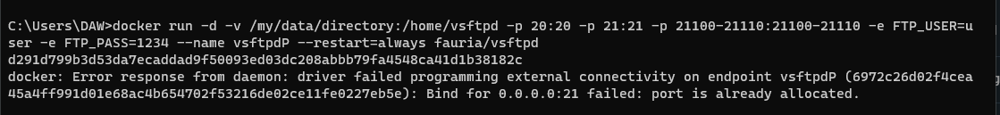 C:\Users\DAW>docker run -d -v /my/data/directory:/home/vsftpd -p 20:20 -p 21:21 -p 21100-21110:21100-21110 -e FTP_USER=u
ser -e FTP_PASS=1234 --name vsftpdP --restart=always fauria/vsftpd
d291d799b3d53da7ecaddad9f50093ed03dc208abbb79fa4548ca41d1b38182c
docker: Error response from daemon: driver failed programming external connectivity on endpoint vsftpdP (6972c26d02f4cea
45a4ff991d01e68ac4b654702f53216de02ce11fe0227eb5e): Bind for 0.0.0.0:21 failed: port is already allocated.